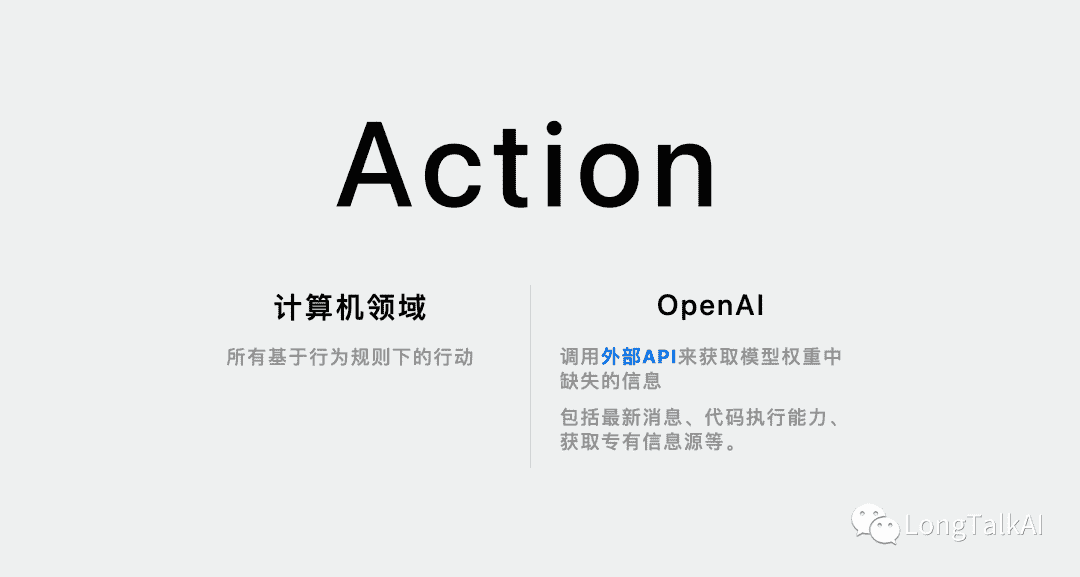 Action
计算机领域
所有基于行为规则下的行动
OpenAI
调用外部API来获取模型权重中
缺失的信息
包括最新消息、代码执行能力、
获取专有信息源等。
LongTalkAI